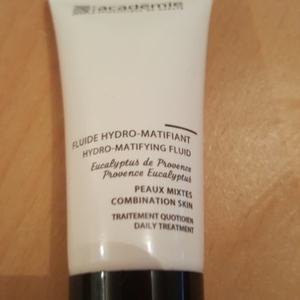 académie
FLUIDE HYDRO-MATIFIANT
HYDRO-MATIFYING FLUID
Eucalyptus de Provence
Provence Eucalyptus
PEAUX MIXTES
COMBINATION SKIN
TRAITEMENT QUOTIDIEN
DAILY TREATMENT